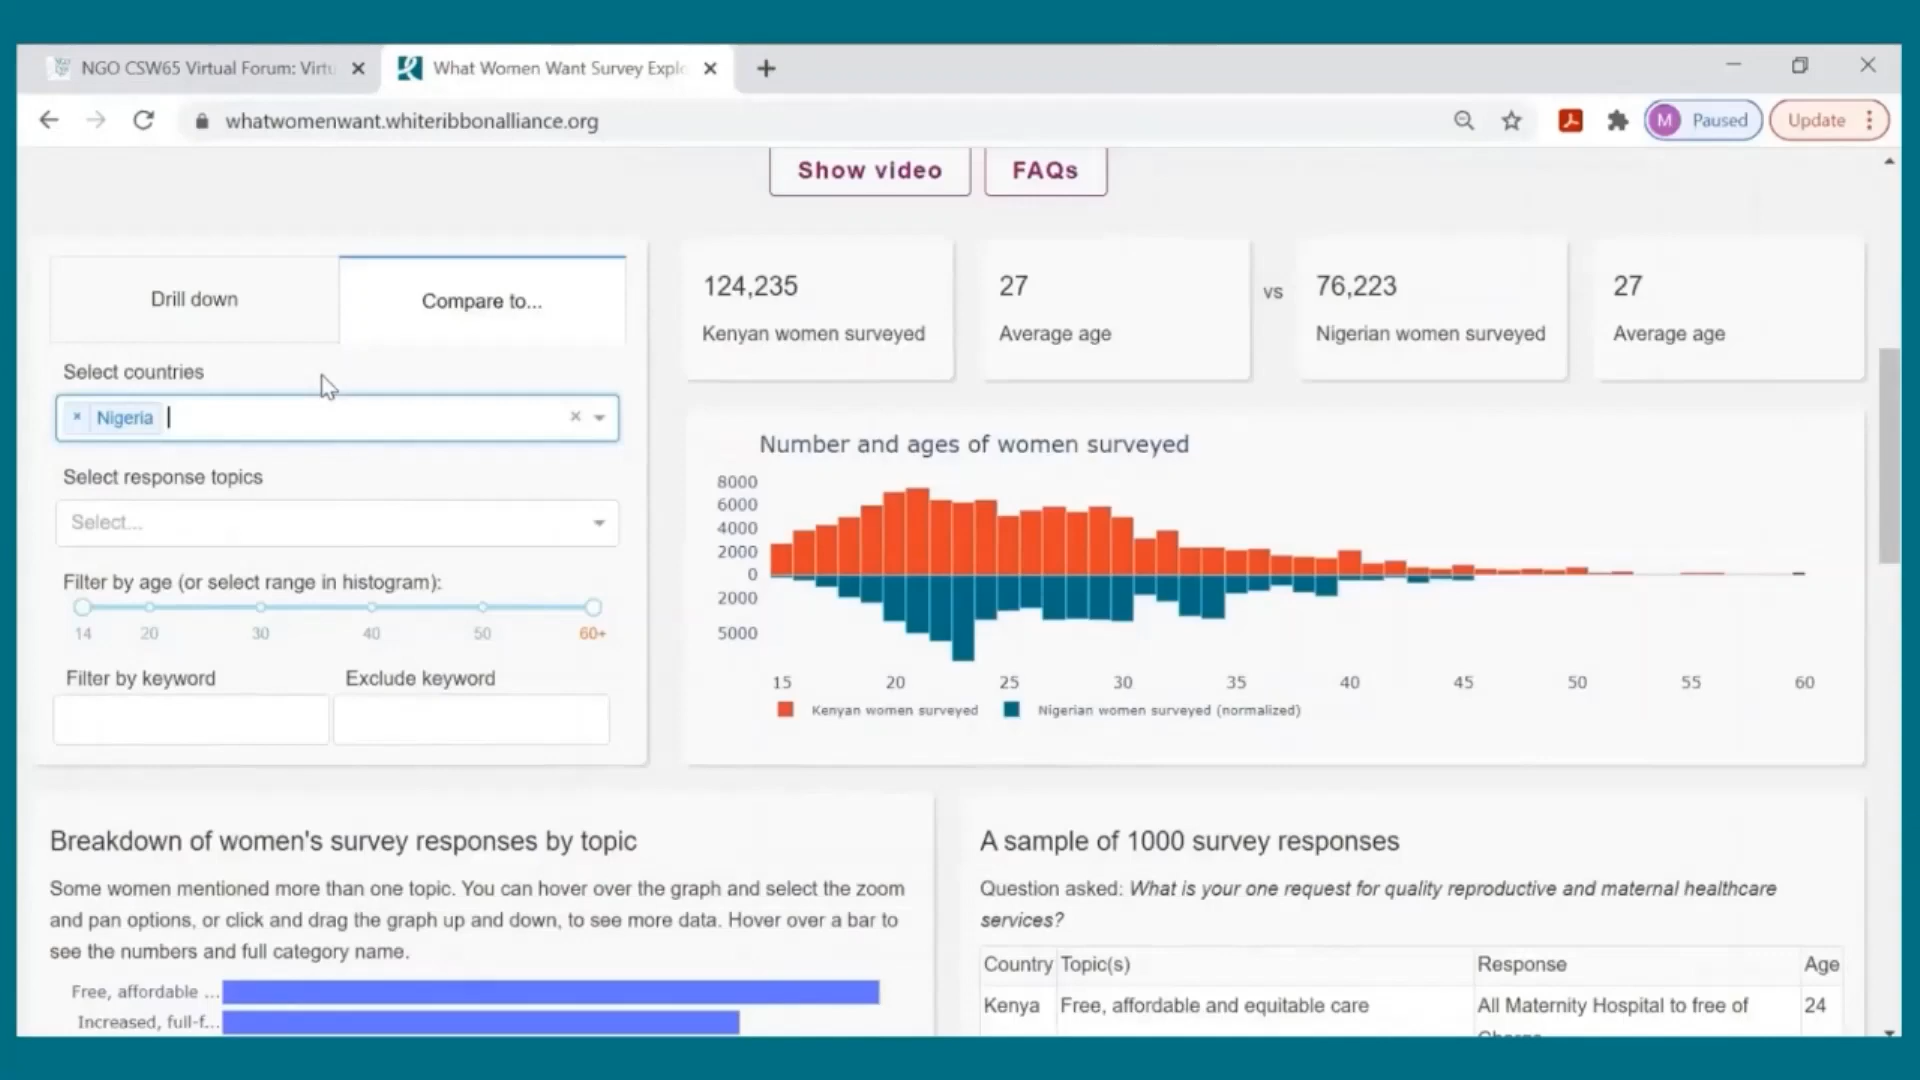 NGO CSW65 Virtual Forum: Virtu
What Women Want Survey Explo
whatwomenwant.whiteribbonalliance.org
M Paused
Update
Show video
FAQs
Drill down
Compare to...
Select countries
× Nigeria
Select response topics
Select...
Filter by age (or select range in histogram):
14 20 30 40 50 60+
Filter by keyword
Exclude keyword
124,235
Kenyan women surveyed
27
Average age
vs
76,223
Nigerian women surveyed
27
Average age
Number and ages of women surveyed
8000
6000
4000
2000
0
2000
5000
15 20 25 30 35 40 45 50 55 60
Kenyan women surveyed
Nigerian women surveyed (normalized)
Breakdown of women's survey responses by topic
Some women mentioned more than one topic. You can hover over the graph and select the zoom
and pan options, or click and drag the graph up and down, to see more data. Hover over a bar to
see the numbers and full category name.
Free, affordable ...
Increased, full-f...
A sample of 1000 survey responses
Question asked: What is your one request for quality reproductive and maternal healthcare
services?
Country Topic(s) Response Age
Kenya Free, affordable and equitable care All Maternity Hospital to free of 24